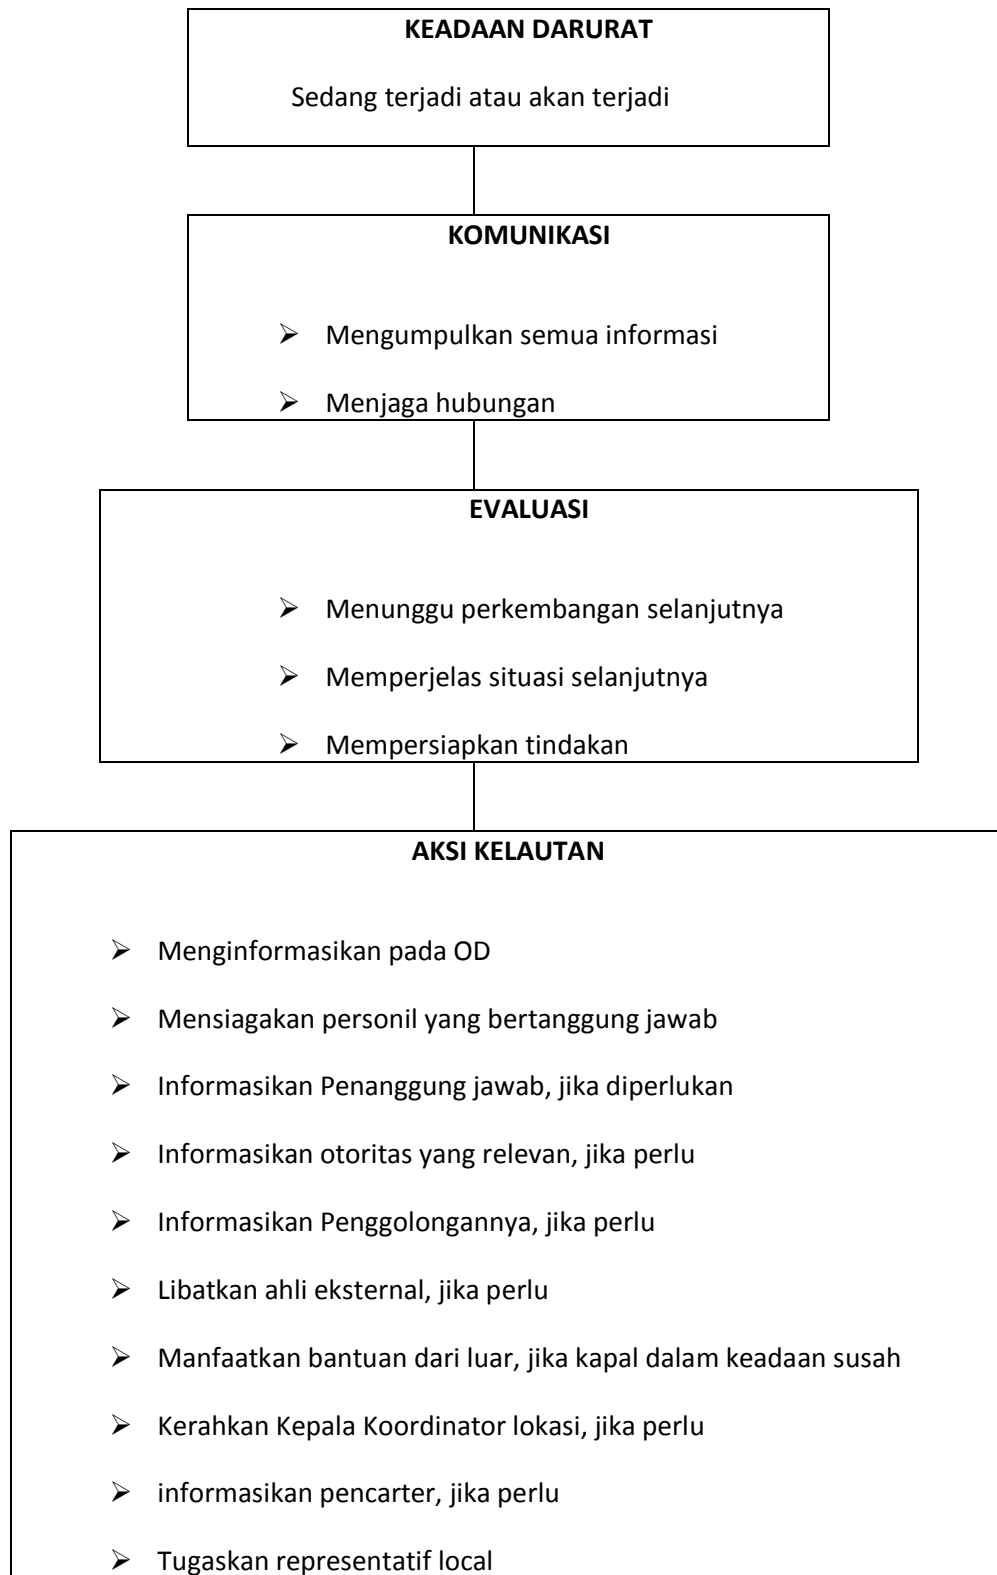 KEADAAN DARURAT
Sedang terjadi atau akan terjadi
KOMUNIKASI
➢ Mengumpulkan semua informasi
➢ Menjaga hubungan
EVALUASI
➢ Menunggu perkembangan selanjutnya
➢ Memperjelas situasi selanjutnya
➢ Mempersiapkan tindakan
AKSI KELAUTAN
➢ Menginformasikan pada OD
➢ Mensiagakan personil yang bertanggung jawab
➢ Informasikan Penanggung jawab, jika diperlukan
➢ Informasikan otoritas yang relevan, jika perlu
➢ Informasikan Penggolongannya, jika perlu
➢ Libatkan ahli eksternal, jika perlu
➢ Manfaatkan bantuan dari luar, jika kapal dalam keadaan susah
➢ Kerahkan Kepala Koordinator lokasi, jika perlu
➢ informasikan pencarter, jika perlu
➢ Tugaskan representatif local